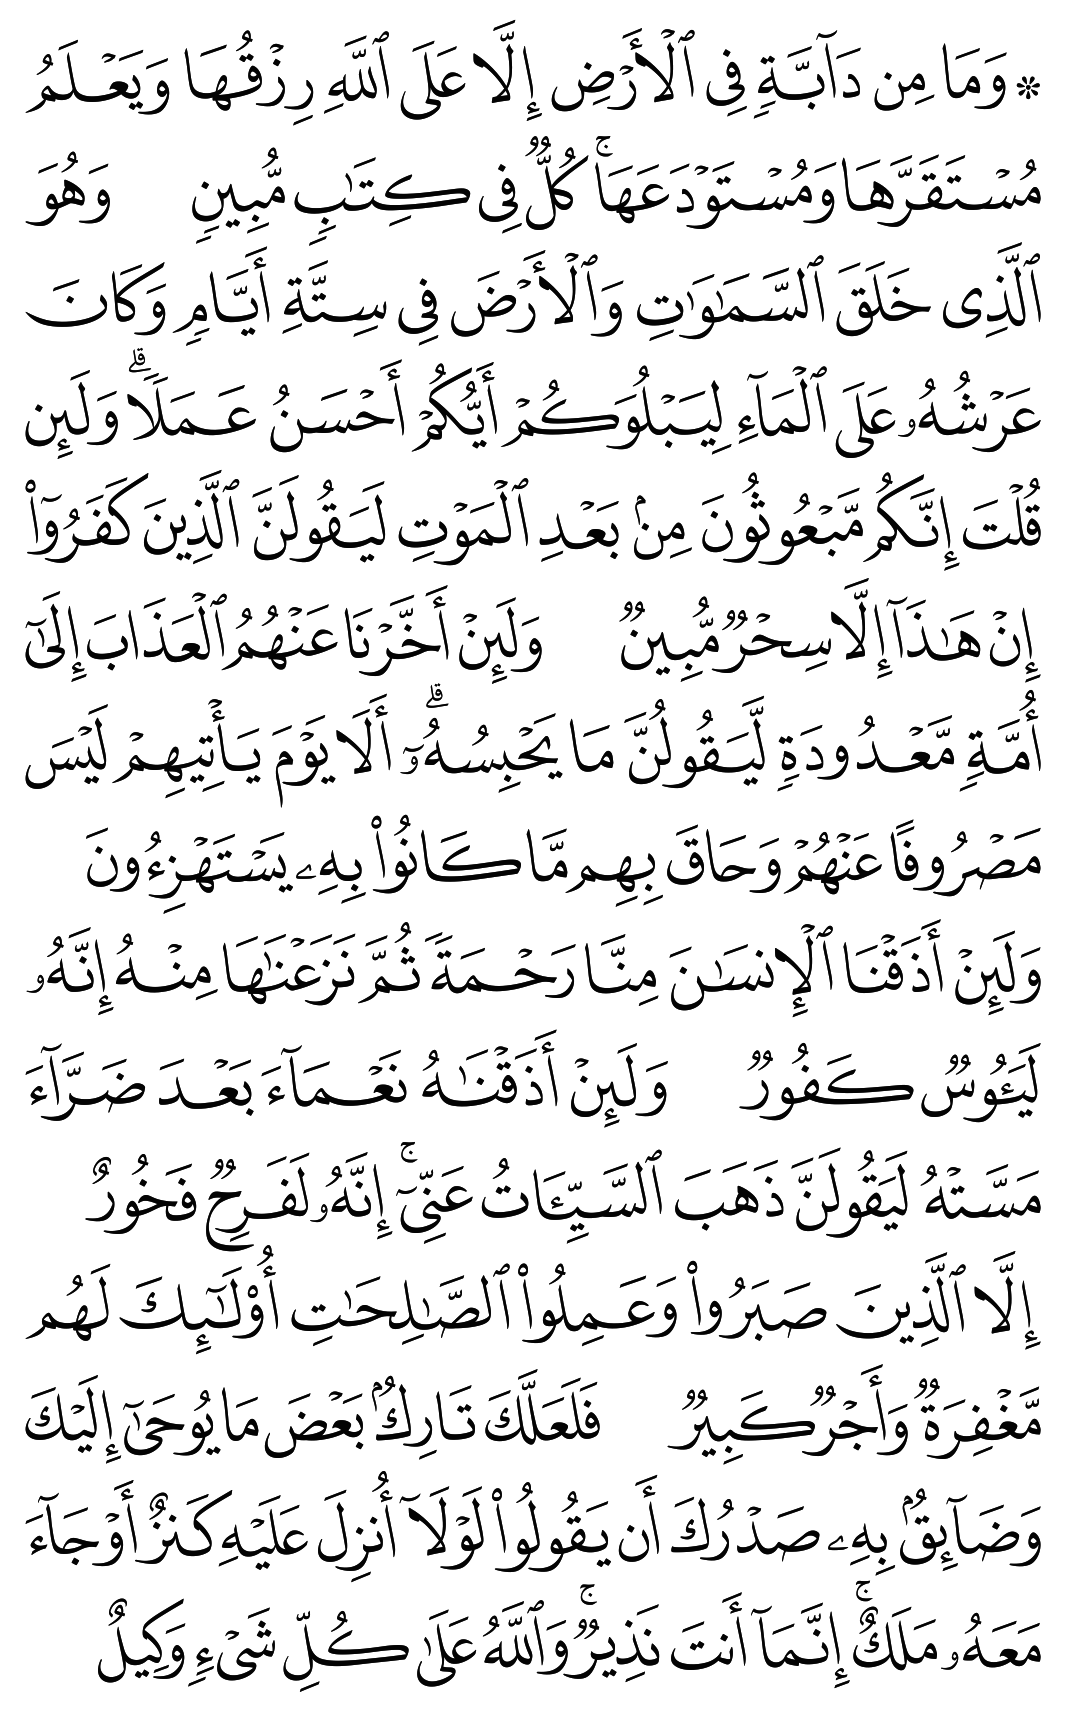 ۞ وَمَا مِن دَآبَّةٖ فِي ٱلۡأَرۡضِ إِلَّا عَلَى ٱللَّهِ رِزۡقُهَا وَيَعۡلَمُ
مُسۡتَقَرَّهَا وَمُسۡتَوۡدَعَهَاۚ كُلّٞ فِي كِتَٰبٖ مُّبِينٖ وَهُوَ
ٱلَّذِي خَلَقَ ٱلسَّمَٰوَٰتِ وَٱلۡأَرۡضَ فِي سِتَّةِ أَيَّامٖ وَكَانَ
عَرۡشُهُۥ عَلَى ٱلۡمَآءِ لِيَبۡلُوَكُمۡ أَيُّكُمۡ أَحۡسَنُ عَمَلٗاۗ وَلَئِن
قُلۡتَ إِنَّكُم مَّبۡعُوثُونَ مِنۢ بَعۡدِ ٱلۡمَوۡتِ لَيَقُولَنَّ ٱلَّذِينَ كَفَرُوٓاْ
إِنۡ هَٰذَآ إِلَّا سِحۡرٞ مُّبِينٞ وَلَئِنۡ أَخَّرۡنَا عَنۡهُمُ ٱلۡعَذَابَ إِلَىٰٓ
أُمَّةٖ مَّعۡدُودَةٖ لَّيَقُولُنَّ مَا يَحۡبِسُهُۥٓۗ أَلَا يَوۡمَ يَأۡتِيهِمۡ لَيۡسَ
مَصۡرُوفًا عَنۡهُمۡ وَحَاقَ بِهِم مَّا كَانُواْ بِهِۦ يَسۡتَهۡزِءُونَ
وَلَئِنۡ أَذَقۡنَا ٱلۡإِنسَٰنَ مِنَّا رَحۡمَةٗ ثُمَّ نَزَعۡنَٰهَا مِنۡهُ إِنَّهُۥ
لَيَـُٔوسٞ كَفُورٞ وَلَئِنۡ أَذَقۡنَٰهُ نَعۡمَآءَ بَعۡدَ ضَرَّآءَ
مَسَّتۡهُ لَيَقُولَنَّ ذَهَبَ ٱلسَّيِّـَٔاتُ عَنِّيٓۚ إِنَّهُۥ لَفَرِحٞ فَخُورٌ
إِلَّا ٱلَّذِينَ صَبَرُواْ وَعَمِلُواْ ٱلصَّٰلِحَٰتِ أُوْلَٰٓئِكَ لَهُم
مَّغۡفِرَةٞ وَأَجۡرٞ كَبِيرٞ فَلَعَلَّكَ تَارِكُۢ بَعۡضَ مَا يُوحَىٰٓ إِلَيۡكَ
وَضَآئِقُۢ بِهِۦ صَدۡرُكَ أَن يَقُولُواْ لَوۡلَآ أُنزِلَ عَلَيۡهِ كَنزٌ أَوۡ جَآءَ
مَعَهُۥ مَلَكٌۚ إِنَّمَآ أَنتَ نَذِيرٞۚ وَٱللَّهُ عَلَىٰ كُلِّ شَيۡءٖ وَكِيلٌ